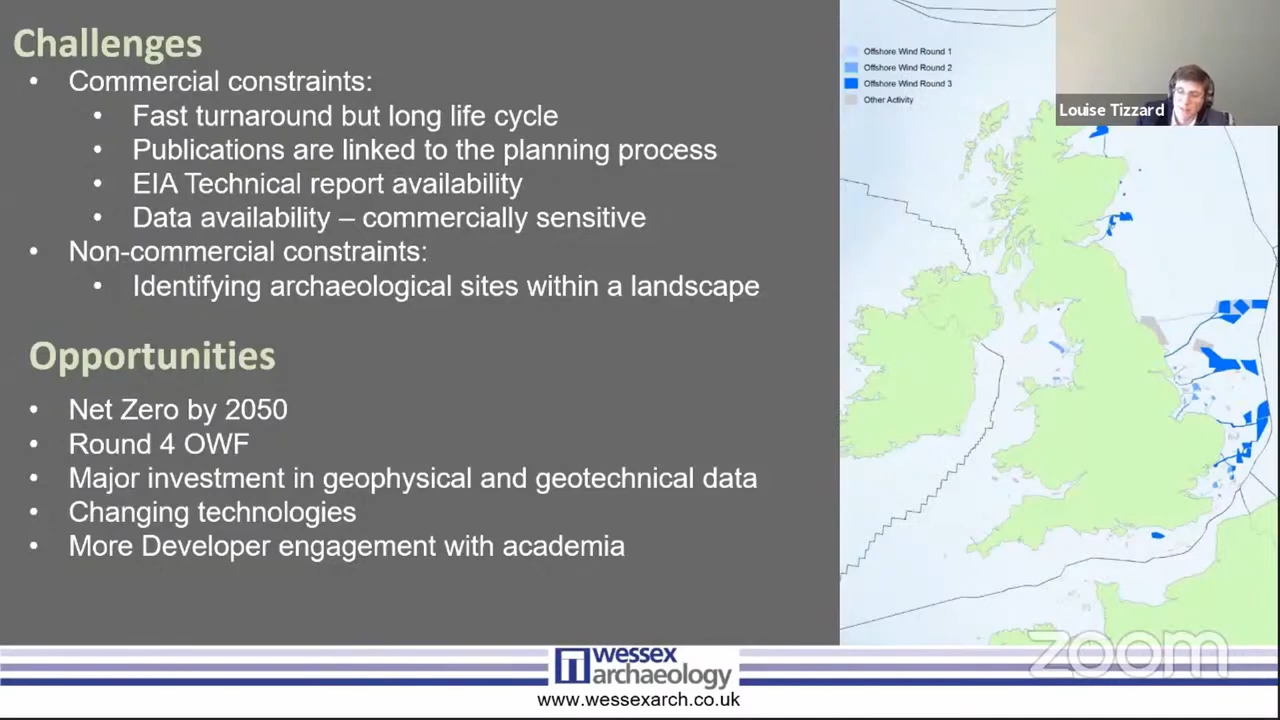 Challenges
• Commercial constraints:
• Fast turnaround but long life cycle
• Publications are linked to the planning process
• EIA Technical report availability
• Data availability – commercially sensitive
• Non-commercial constraints:
• Identifying archaeological sites within a landscape
Opportunities
• Net Zero by 2050
• Round 4 OWF
• Major investment in geophysical and geotechnical data
• Changing technologies
• More Developer engagement with academia
Offshore Wind Round 1
Offshore Wind Round 2
Offshore Wind Round 3
Other Activity
Louise Tizzard
wessex
archaeology
www.wessexarch.co.uk
zoom